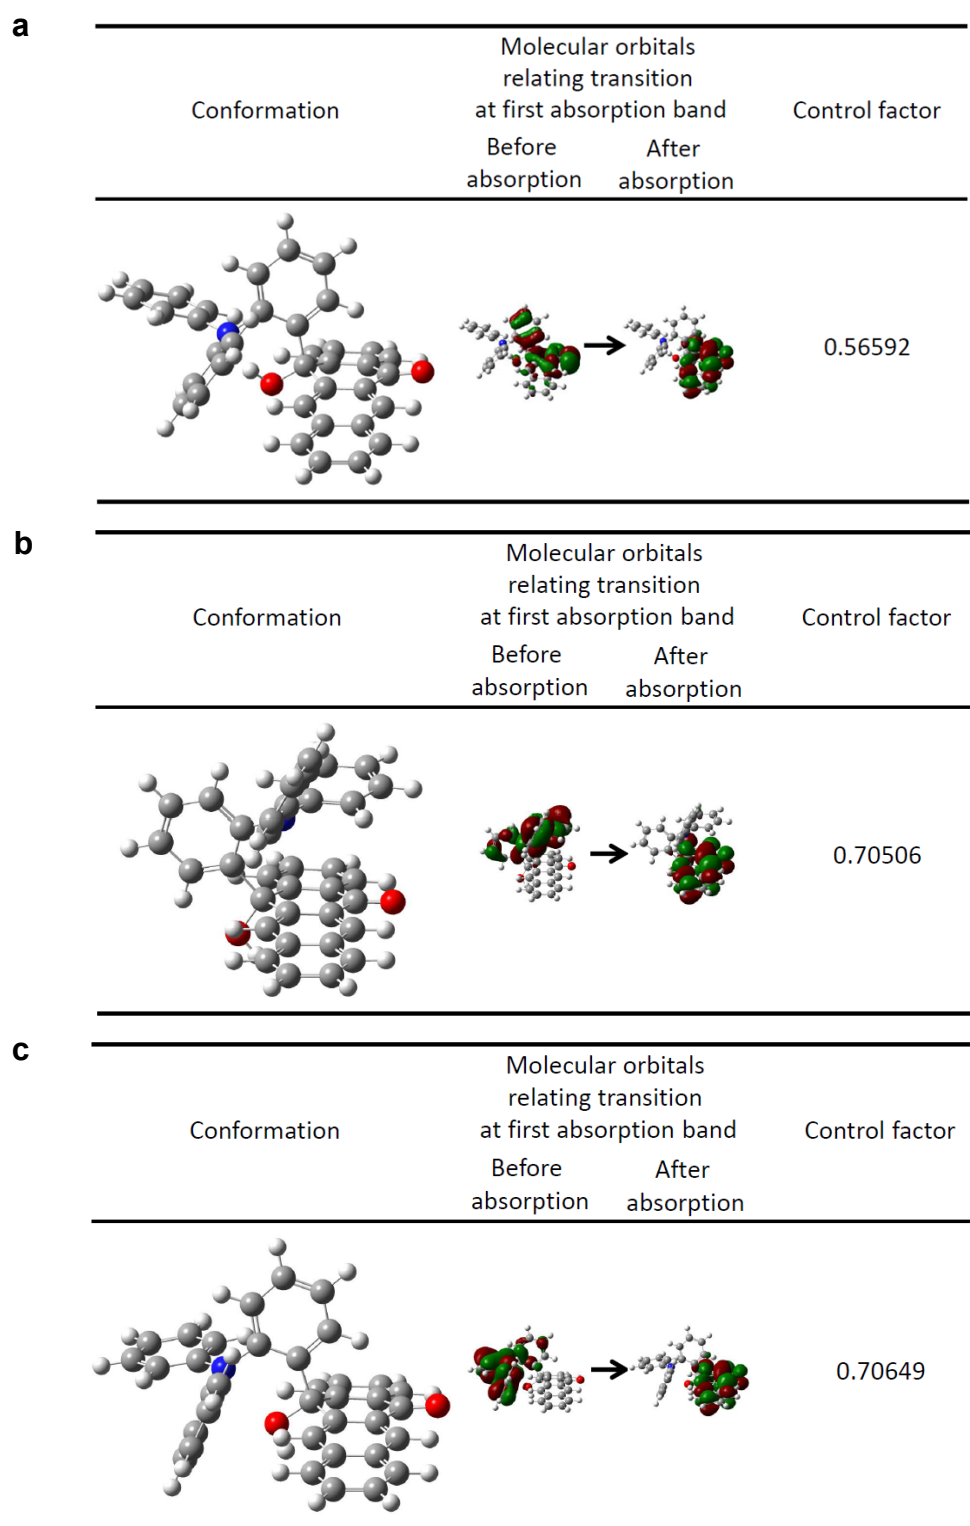 a
Conformation
Molecular orbitals
relating transition
at first absorption band
Before
absorption
After
absorption
Control factor
0.56592
b
Conformation
Molecular orbitals
relating transition
at first absorption band
Before
absorption
After
absorption
Control factor
0.70506
c
Conformation
Molecular orbitals
relating transition
at first absorption band
Before
absorption
After
absorption
Control factor
0.70649